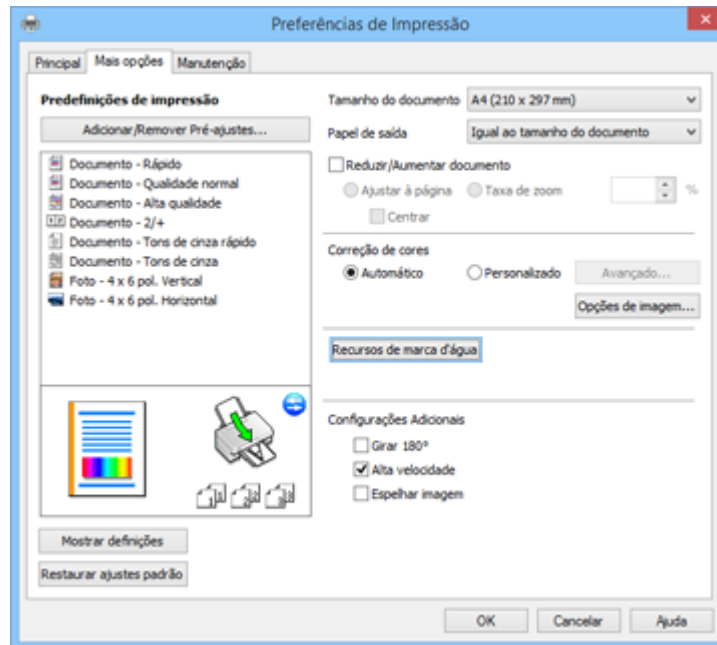 Preferências de Impressão
Principal
Mais opções
Manutenção
Predefinições de impressão
Adicionar/Remover Pré-ajustes...
Documento - Rápido
Documento - Qualidade normal
Documento - Alta qualidade
Documento - 2/+
Documento - Tons de cinza rápido
Documento - Tons de cinza
Foto - 4 x 6 pol. Vertical
Foto - 4 x 6 pol. Horizontal
Mostrar definições
Restaurar ajustes padrão
Tamanho do documento A4 (210 x 297 mm)
Papel de saída Igual ao tamanho do documento
Reduzir/Aumentar documento
Ajustar à página Taxa de zoom %
Centrar
Correção de cores
Automático Personalizado Avançado...
Opções de imagem...
Recursos de marca d'água
Configurações Adicionais
Girar 180°
Alta velocidade
Espelhar imagem
OK Cancelar Ajuda